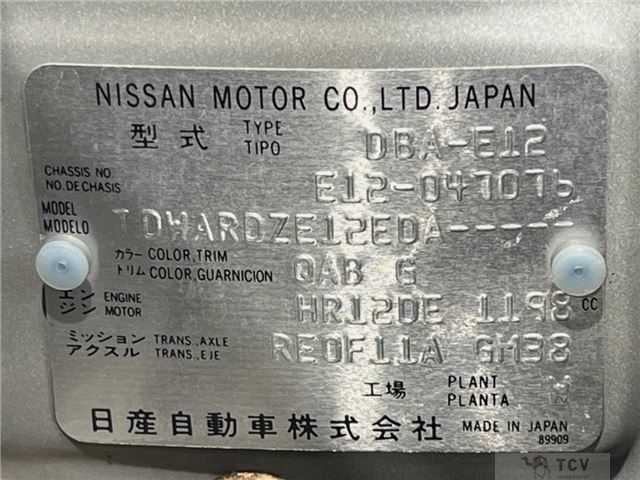 NISSAN MOTOR CO.,LTD. JAPAN
型式 TYPE TIPO DBA-E12
CHASSIS NO. NO. DE CHASIS E12-047076
MODEL MODELO TDWARDZE12EDA-----
カラー COLOR,TRIM トリム COLOR,GUARNICION QAB G
エンジン ENGINE MOTOR HR12DE 1198 CC
ミッション TRANS.,AXLE アクスル TRANS.,EJE RE0F11A GM38
工場 PLANT PLANTA W
日産自動車株式会社 MADE IN JAPAN
89909
TCV